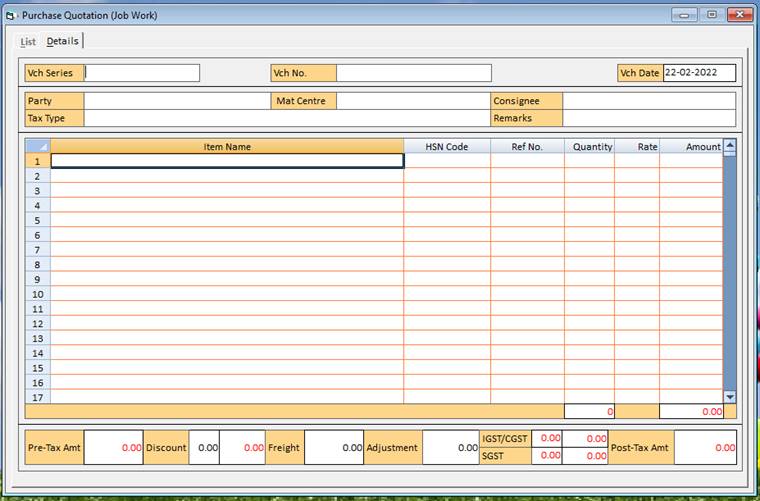 Purchase Quotation (Job Work)
List Details
Vch Series Vch No. Vch Date 22-02-2022
Party Mat Centre Consignee
Tax Type Remarks
Item Name HSN Code Ref No. Quantity Rate Amount
1
2
3
4
5
6
7
8
9
10
11
12
13
14
15
16
17
0 0.00
Pre-Tax Amt 0.00 Discount 0.00 0.00 Freight 0.00 Adjustment 0.00 IGST/CGST 0.00 0.00 Post-Tax Amt 0.00
SGST 0.00 0.00